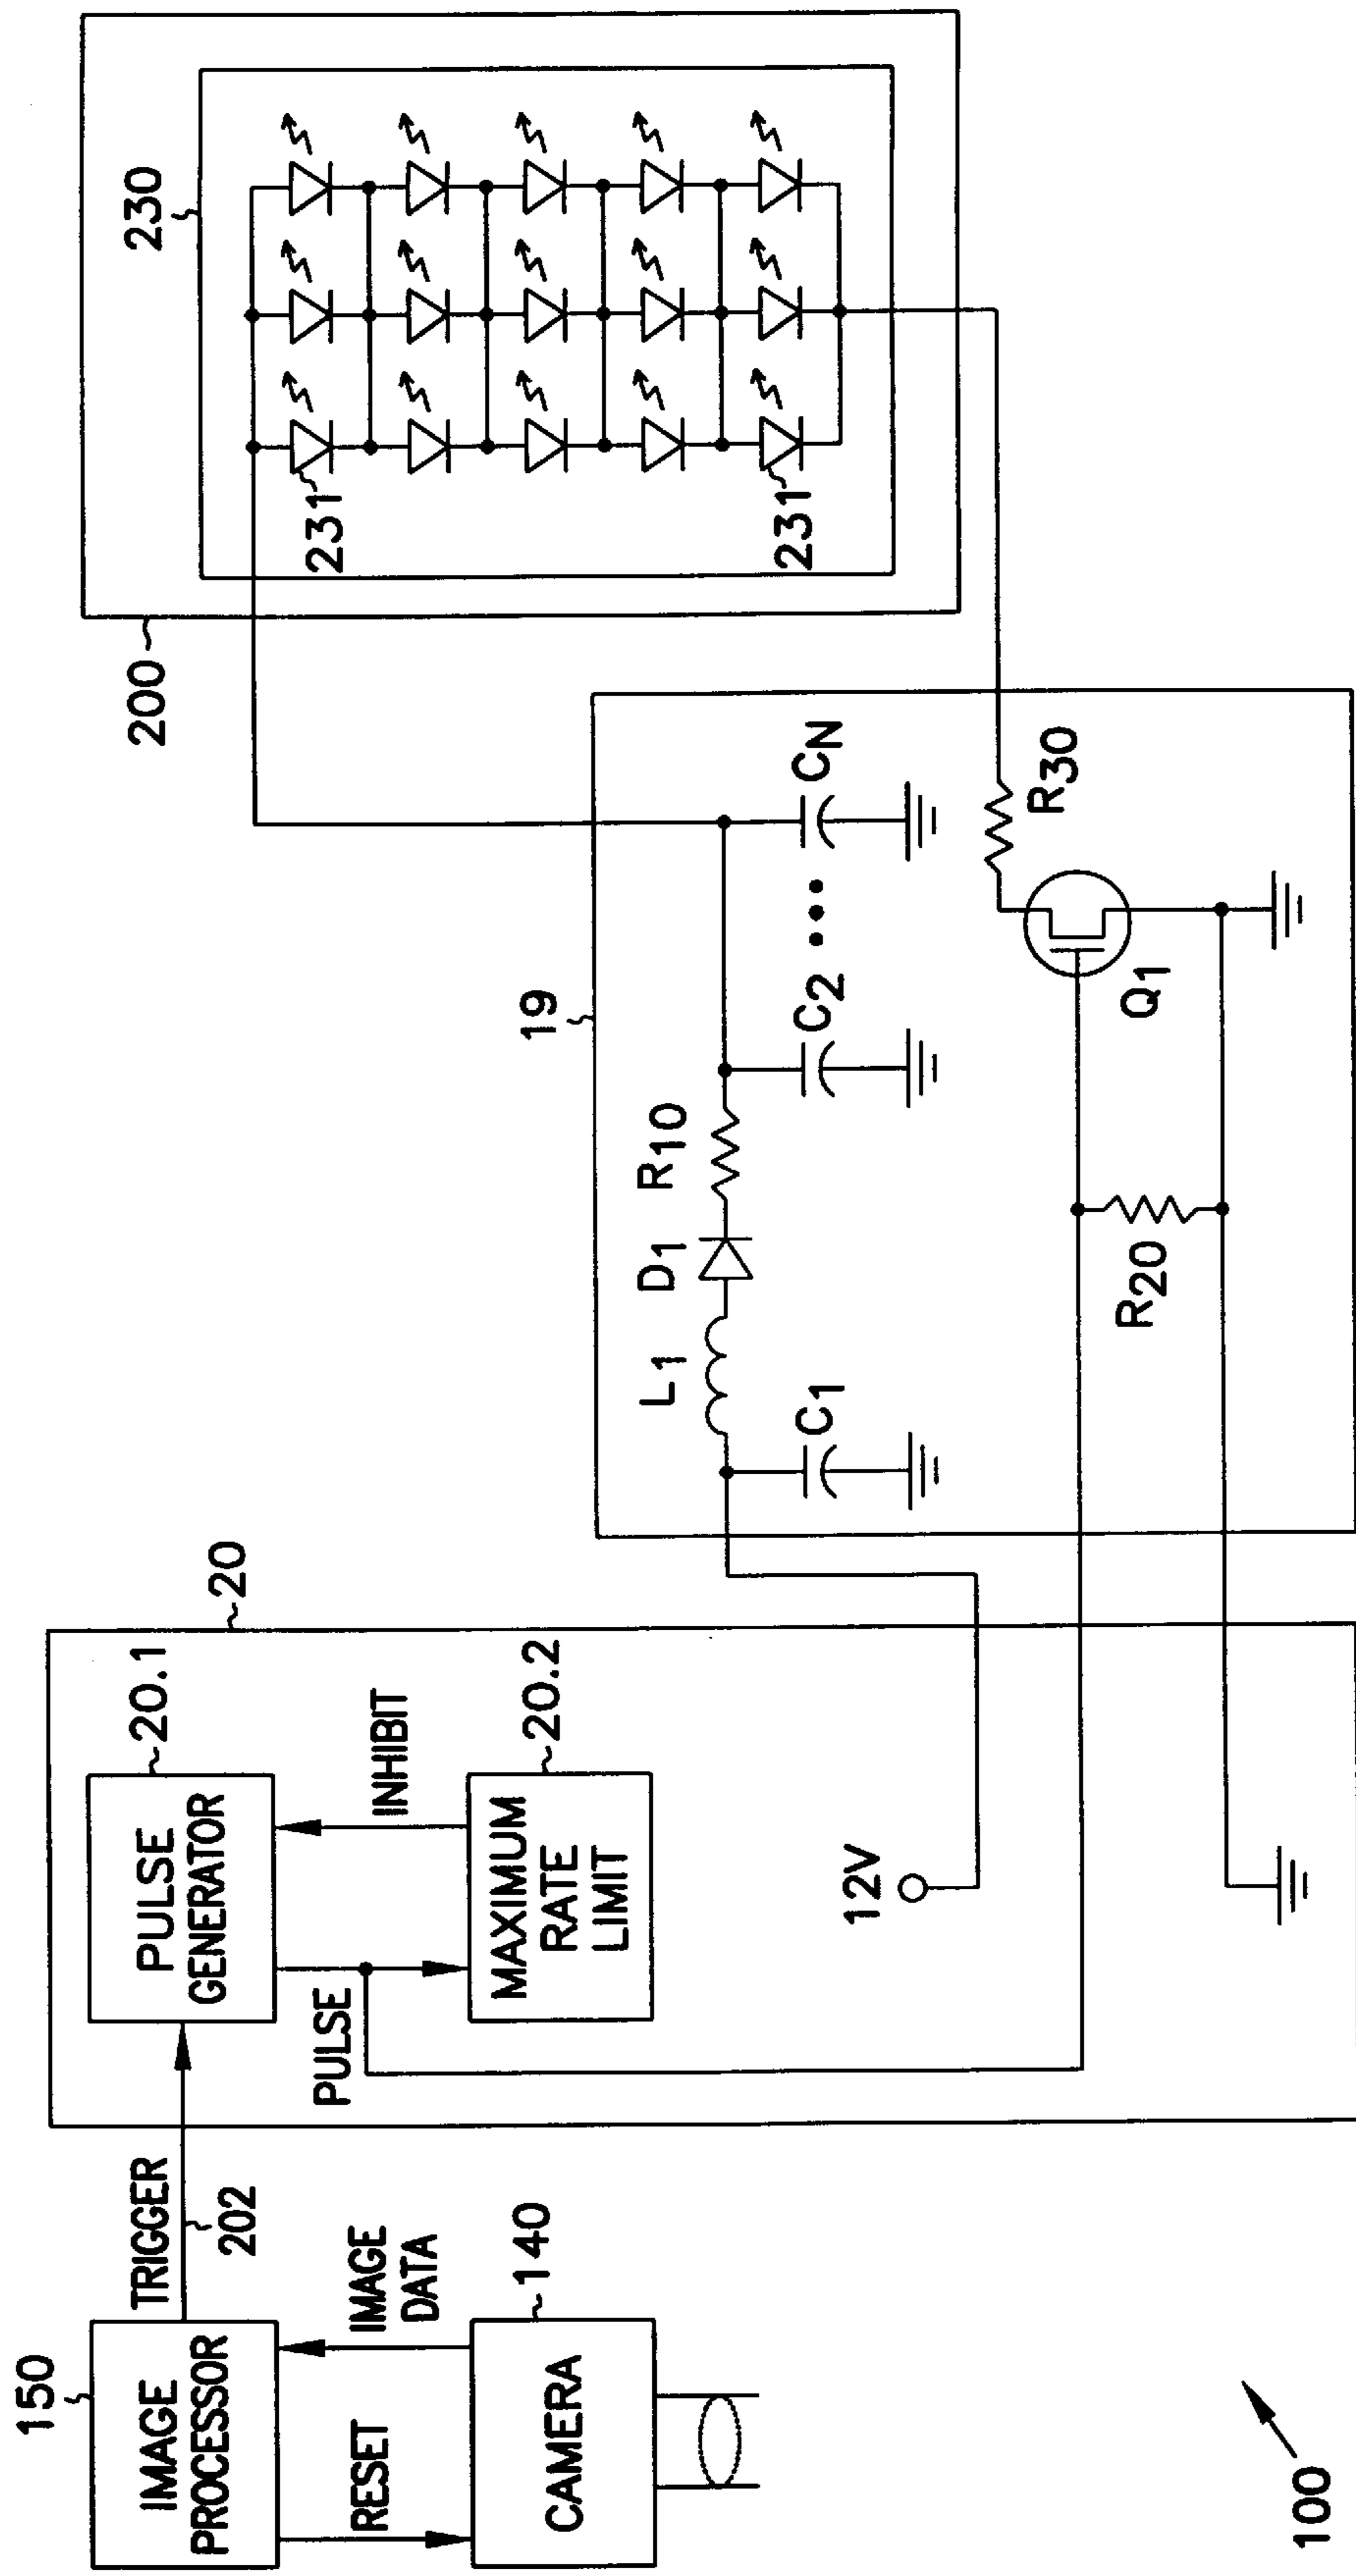 150
IMAGE
PROCESSOR
TRIGGER
202
RESET
IMAGE
DATA
CAMERA
140
20
PULSE
GENERATOR
20.1
PULSE
INHIBIT
MAXIMUM
RATE
LIMIT
20.2
12V
19
C1
L1
D1
R10
C2
CN
R20
Q1
R30
200
230
231
231
100